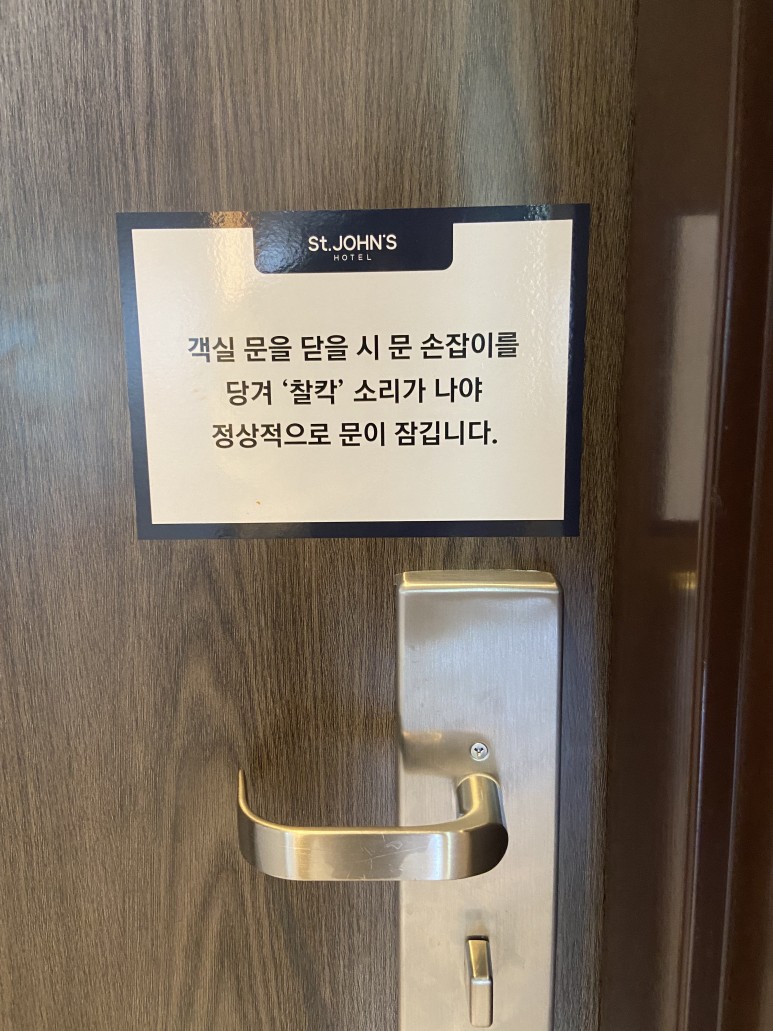 St.JOHN'S
HOTEL
객실 문을 닫을 시 문 손잡이를
당겨 ‘찰칵’ 소리가 나야
정상적으로 문이 잠깁니다.